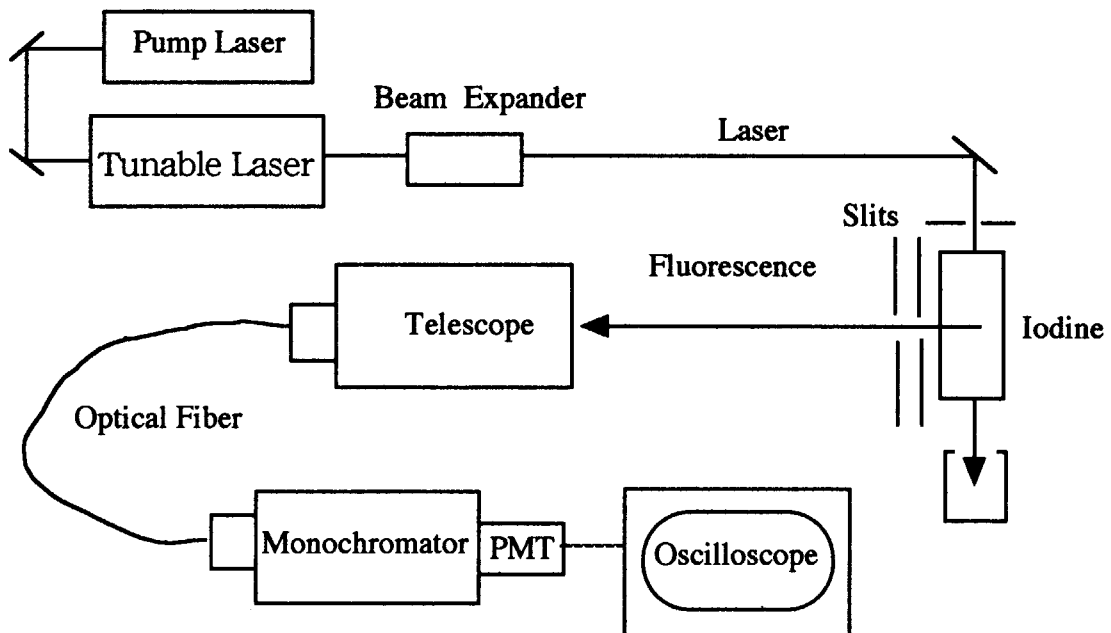 Pump Laser
Beam Expander
Laser
Tunable Laser
Slits
Fluorescence
Telescope
Iodine
Optical Fiber
Monochromator
PMT
Oscilloscope